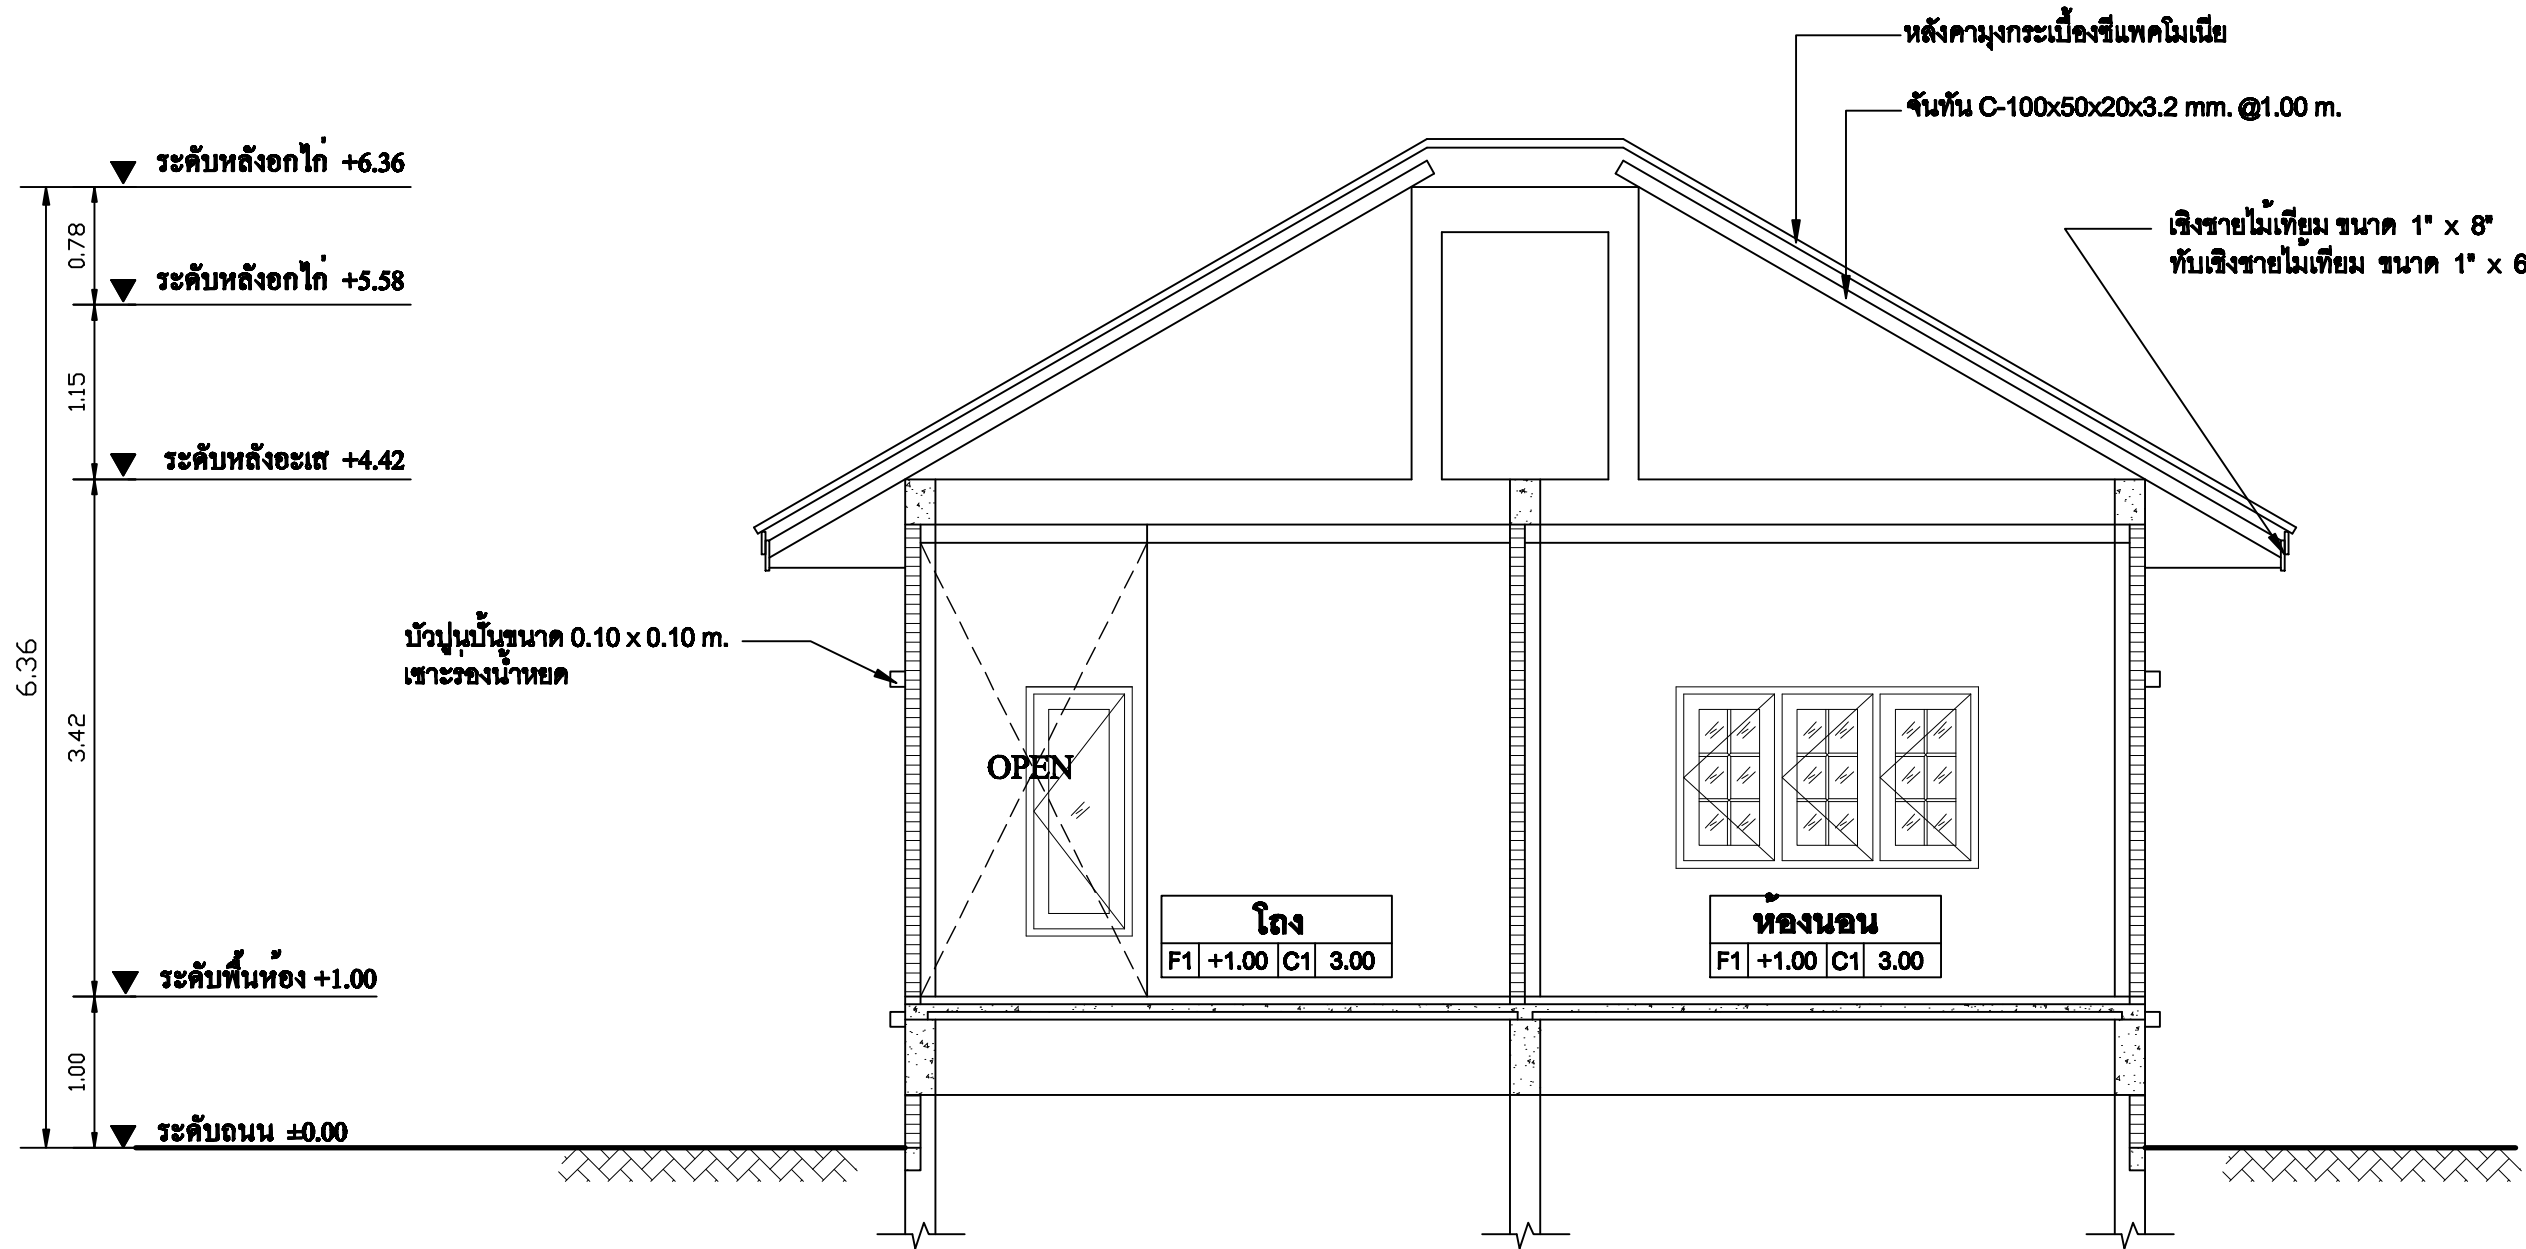 หลังคามุงกระเบื้องซีแพคโมเนีย
จันทัน C-100x50x20x3.2 mm. @1.00 m.
ระดับหลังอกไก่ +6.36
เชิงชายไม้เทียม ขนาด 1" x 8"
ทับเชิงชายไม้เทียม ขนาด 1" x 6
0.78
ระดับหลังอกไก่ +5.58
1.15
ระดับหลังอะเส +4.42
บัวปูนปั้นขนาด 0.10 x 0.10 m.
เซาะร่องน้ำหยด
6.36
3.42
OPEN
โถง
F1 +1.00 C1 3.00
ห้องนอน
F1 +1.00 C1 3.00
ระดับพื้นห้อง +1.00
1.00
ระดับถนน ±0.00